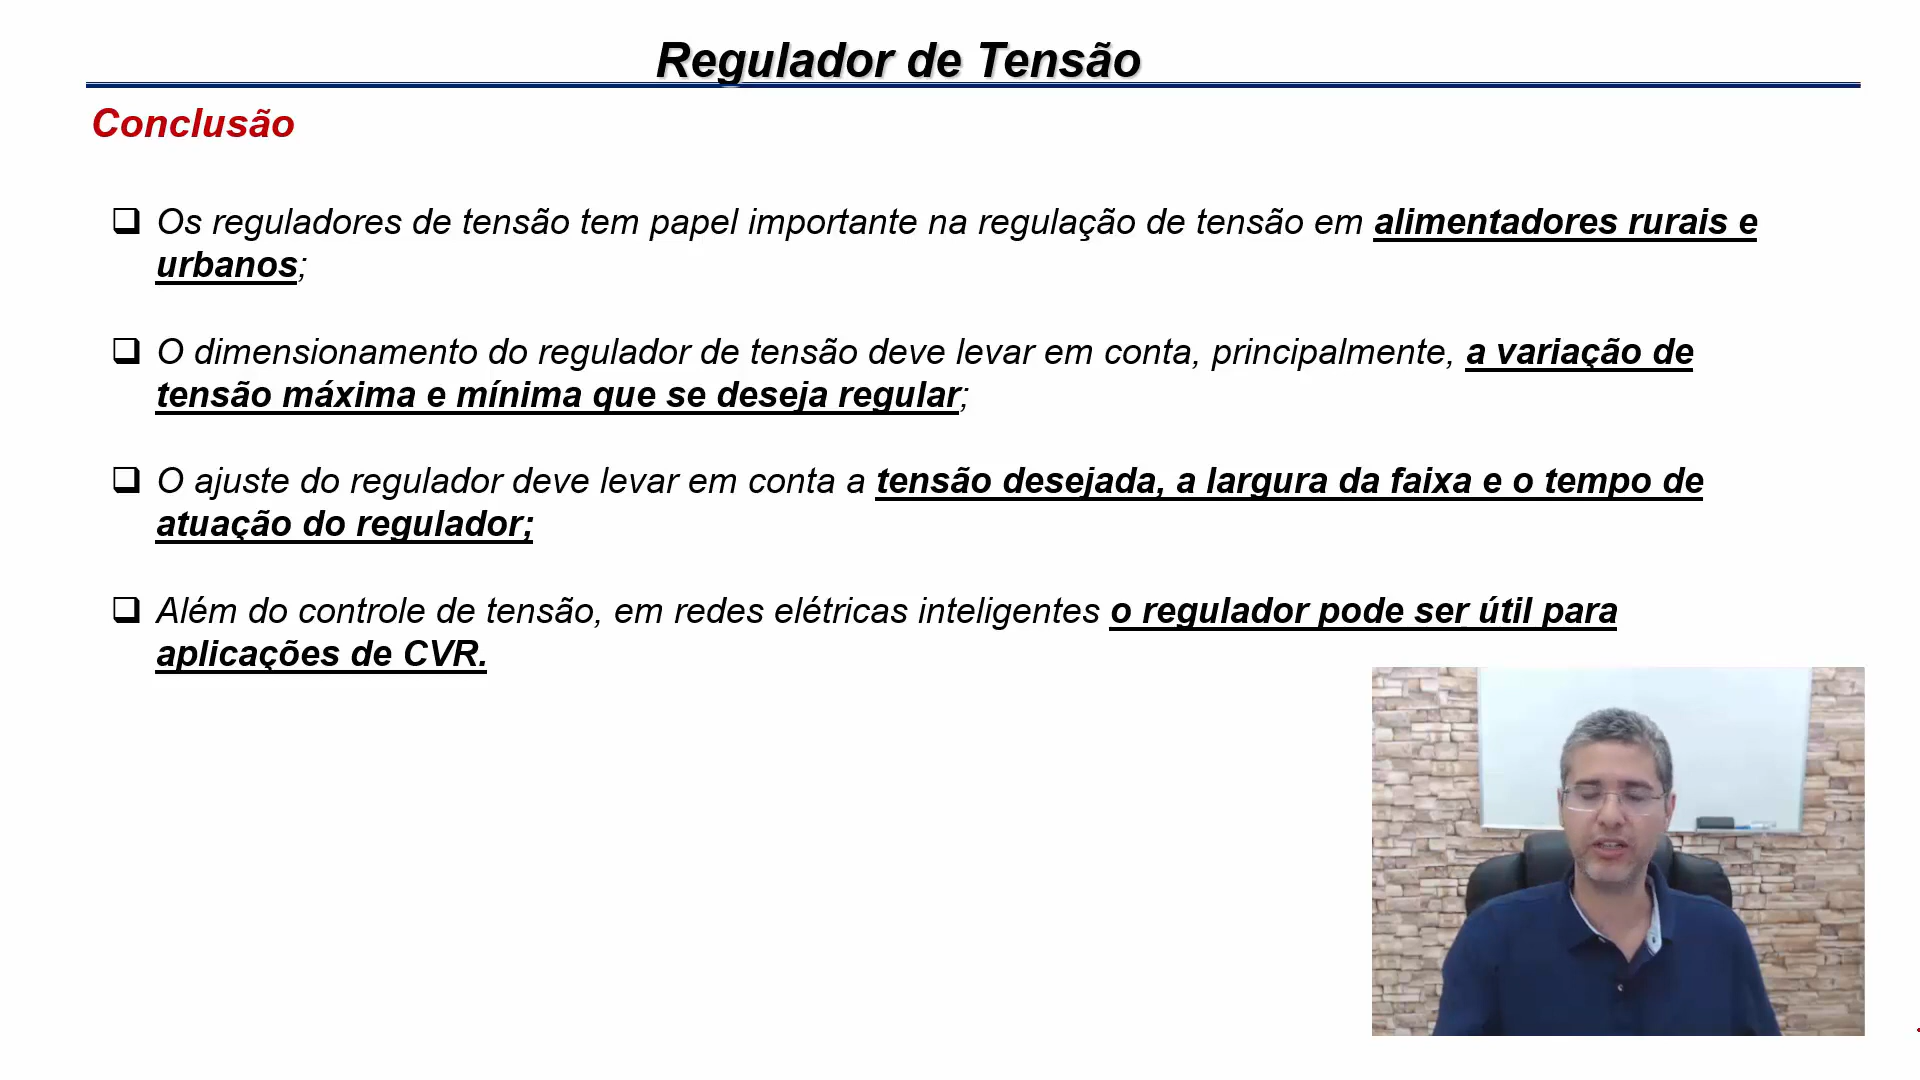 Regulador de Tensão
Conclusão
Os reguladores de tensão tem papel importante na regulação de tensão em alimentadores rurais e
urbanos;
O dimensionamento do regulador de tensão deve levar em conta, principalmente, a variação de
tensão máxima e mínima que se deseja regular;
O ajuste do regulador deve levar em conta a tensão desejada, a largura da faixa e o tempo de
atuação do regulador;
Além do controle de tensão, em redes elétricas inteligentes o regulador pode ser útil para
aplicações de CVR.